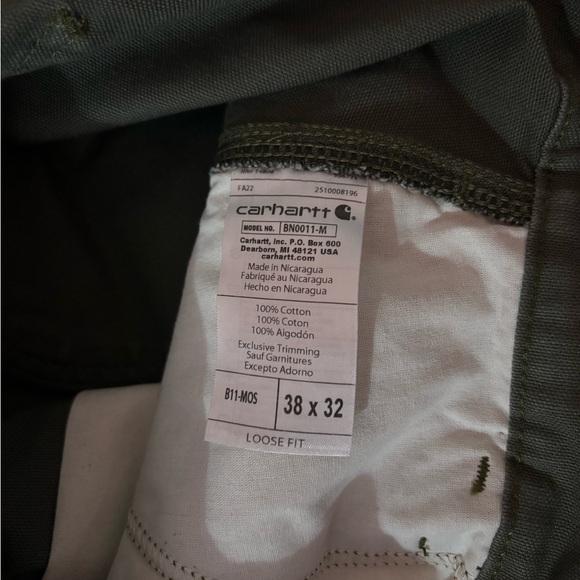 FA22 2510008196
carhartt
MODEL NO. BN0011-M
Carhartt, Inc. P.O. Box 600
Dearborn, MI 48121 USA
carhartt.com
Made in Nicaragua
Fabriqué au Nicaragua
Hecho en Nicaragua
100% Cotton
100% Coton
100% Algodón
Exclusive Trimming
Sauf Garnitures
Excepto Adorno
B11-MOS 38 x 32
LOOSE FIT